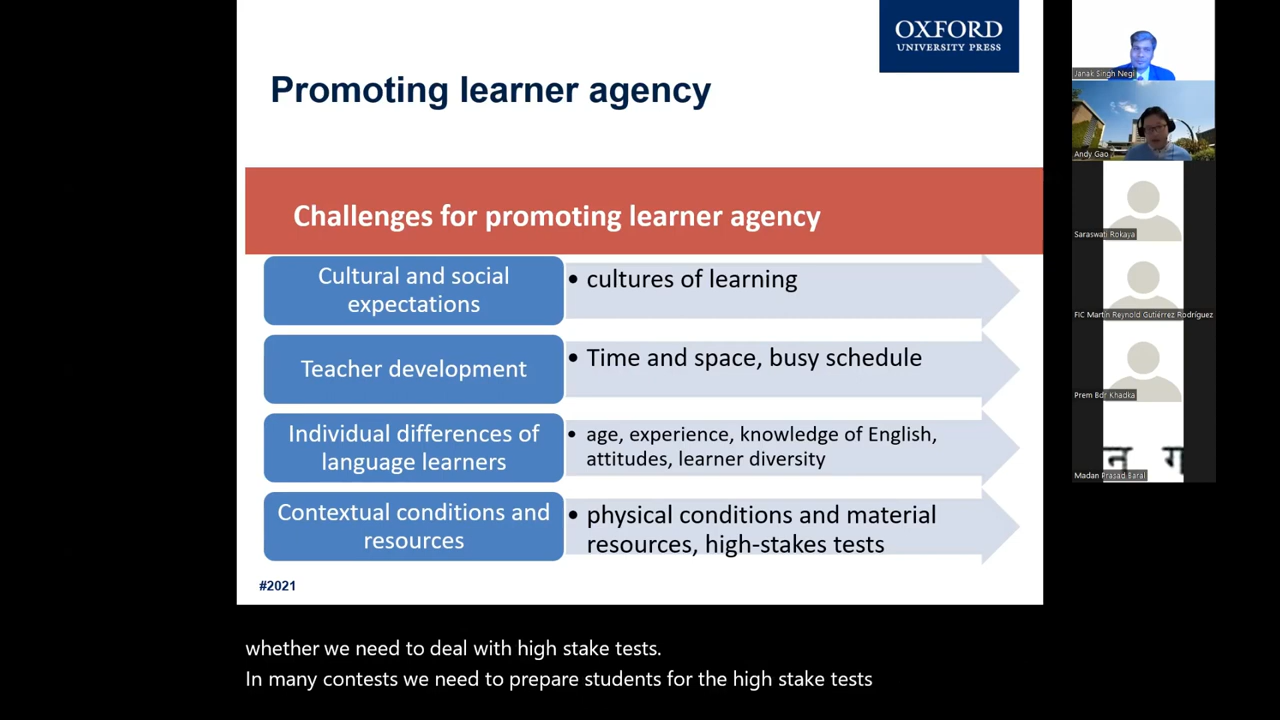 OXFORD
UNIVERSITY PRESS
Promoting learner agency
Challenges for promoting learner agency
Cultural and social
expectations
• cultures of learning
Teacher development
• Time and space, busy schedule
Individual differences of
language learners
• age, experience, knowledge of English,
attitudes, learner diversity
Contextual conditions and
resources
• physical conditions and material
resources, high-stakes tests
#2021
whether we need to deal with high stake tests.
In many contests we need to prepare students for the high stake tests
Janak Singh Negi
Andy Gao
Saraswati Rokaya
FIC Martin Reynold Gutiérrez Rodríguez
Prem Bdr Khadka
न ग
Madan Prasad Baral